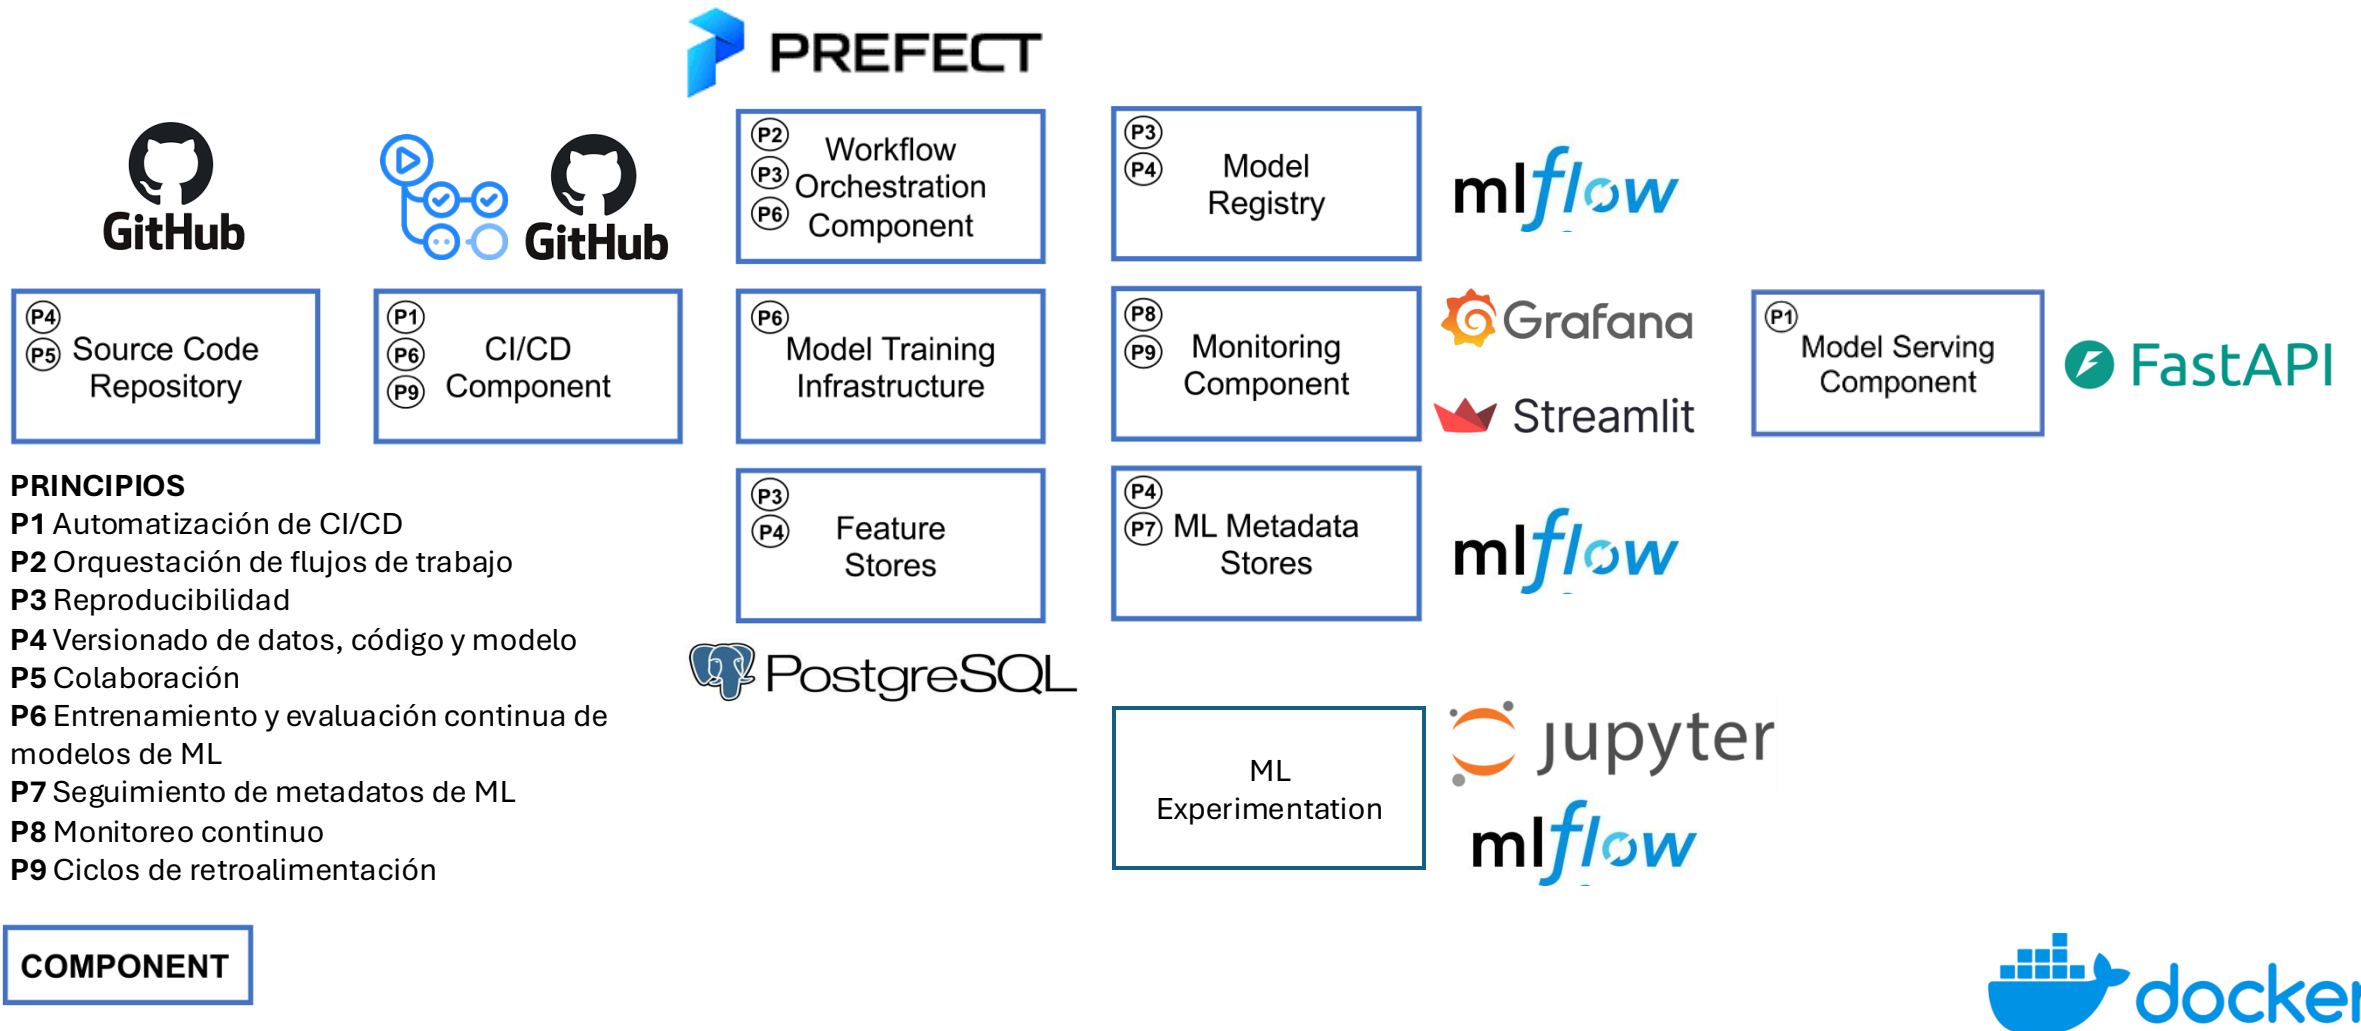 PREFECT
GitHub
GitHub
P2
P3
P6
Workflow
Orchestration
Component
P3
P4
Model
Registry
mlflow
P4
P5
Source Code
Repository
P1
P6
P9
CI/CD
Component
P6
Model Training
Infrastructure
P8
P9
Monitoring
Component
Grafana
Streamlit
P1
Model Serving
Component
FastAPI
PRINCIPIOS
P1 Automatización de CI/CD
P2 Orquestación de flujos de trabajo
P3 Reproducibilidad
P4 Versionado de datos, código y modelo
P5 Colaboración
P6 Entrenamiento y evaluación continua de
modelos de ML
P7 Seguimiento de metadatos de ML
P8 Monitoreo continuo
P9 Ciclos de retroalimentación
P3
P4
Feature
Stores
PostgreSQL
P4
P7
ML Metadata
Stores
mlflow
ML
Experimentation
jupyter
mlflow
COMPONENT
docker